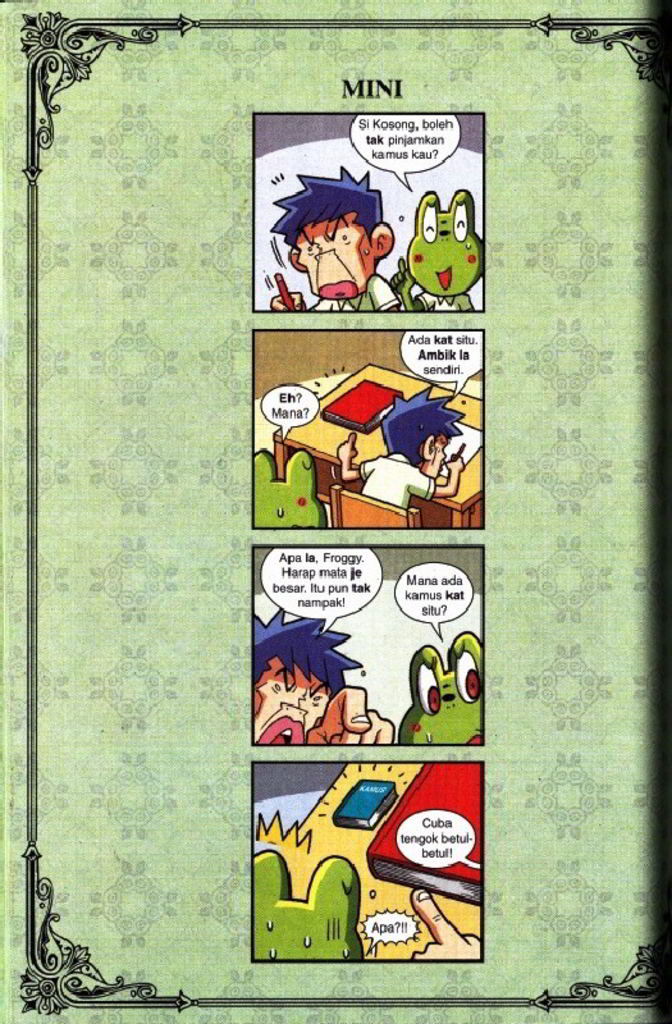 MINI
Si Kosong, boleh
tak pinjamkan
kamus kau?
Ada kat situ.
Ambik la
sendiri.
Eh?
Mana?
Apa la, Froggy.
Harap mata je
besar. Itu pun tak
nampak!
Mana ada
kamus kat
situ?
KAMUS
Cuba
tengok betul-
betul!
Apa?!!